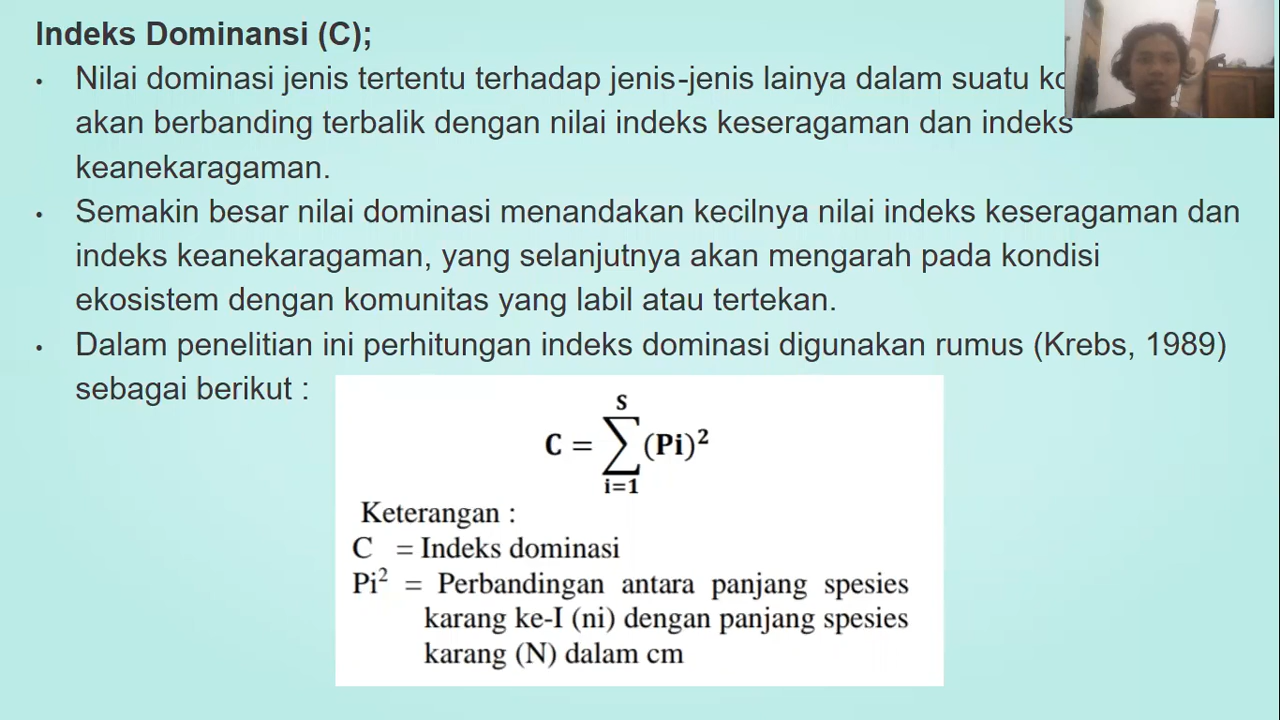 Indeks Dominansi (C);
• Nilai dominasi jenis tertentu terhadap jenis-jenis lainya dalam suatu
akan berbanding terbalik dengan nilai indeks keseragaman dan indeks
keanekaragaman.
• Semakin besar nilai dominasi menandakan kecilnya nilai indeks keseragaman dan
indeks keanekaragaman, yang selanjutnya akan mengarah pada kondisi
ekosistem dengan komunitas yang labil atau tertekan.
• Dalam penelitian ini perhitungan indeks dominasi digunakan rumus (Krebs, 1989)
sebagai berikut :
S
C = ∑ (Pi)²
i=1
Keterangan :
C = Indeks dominasi
Pi² = Perbandingan antara panjang spesies
karang ke-I (ni) dengan panjang spesies
karang (N) dalam cm